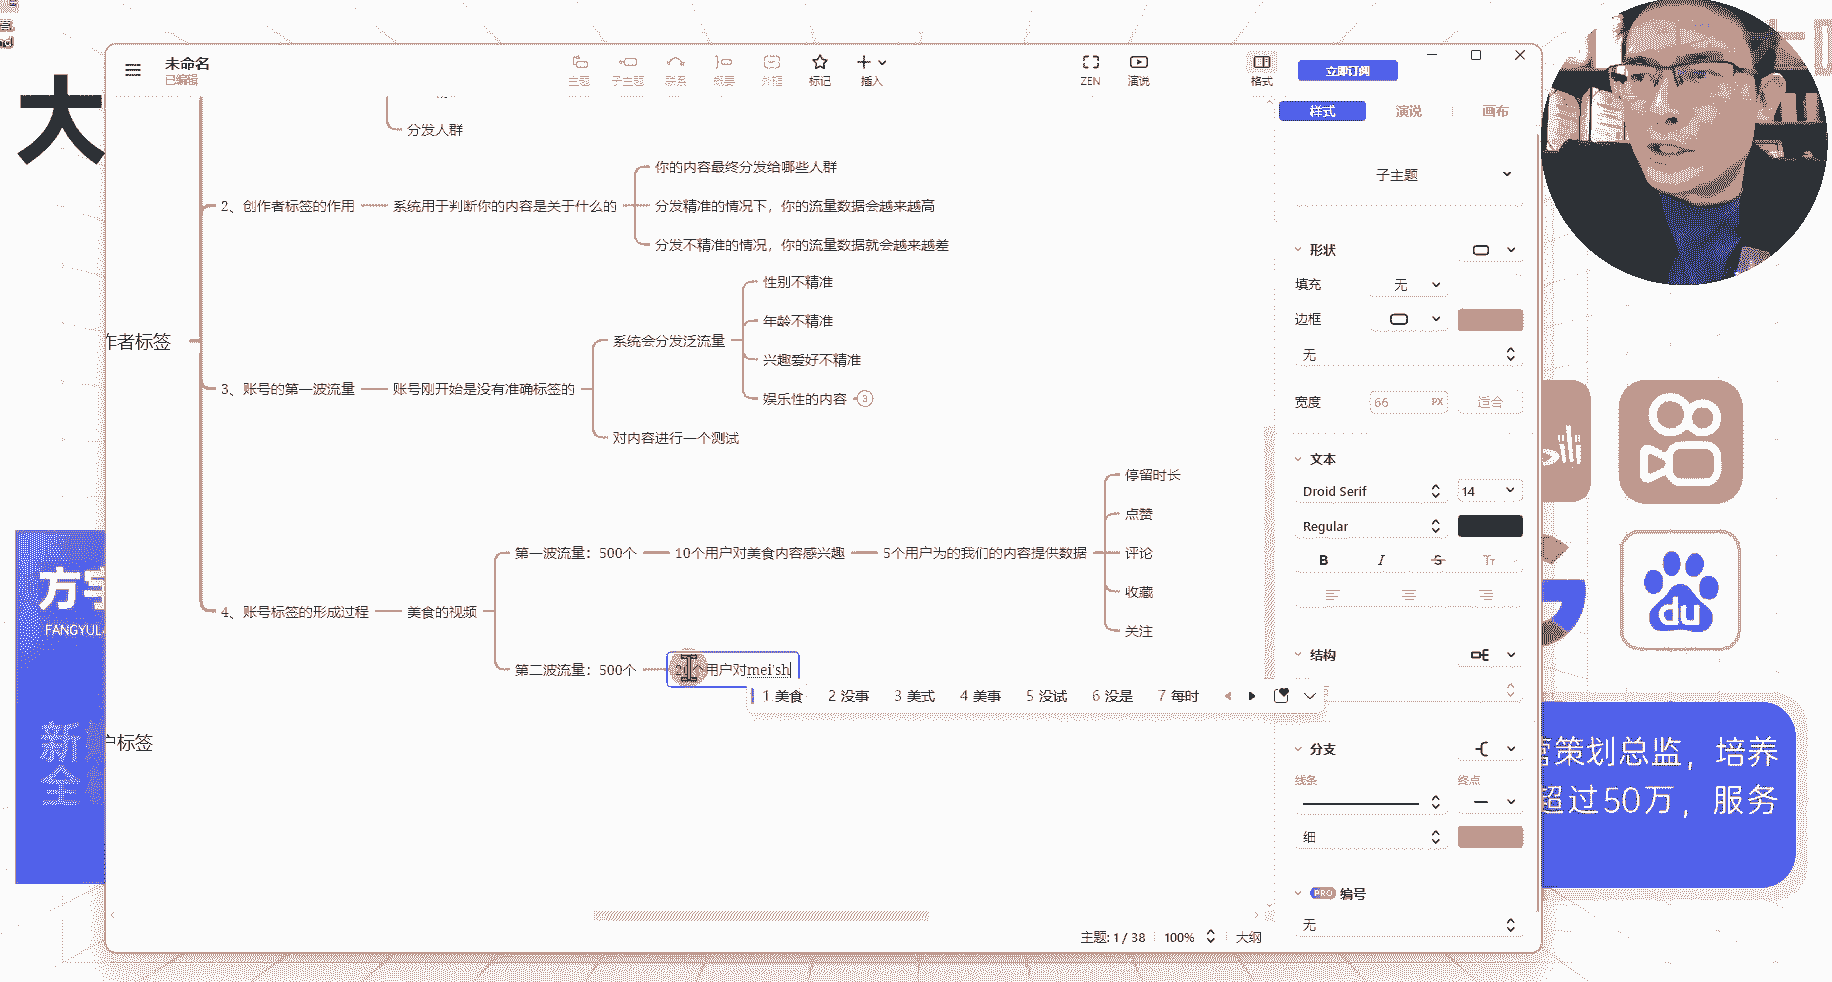 大
未命名
已编辑
主题
子主题
联系
概要
外框
标记
插入
ZEN
演说
格式
立即订阅
样式
演说
画布
分发人群
你的内容最终分发给哪些人群
2、创作者标签的作用
系统用于判断你的内容是关于什么的
分发精准的情况下，你的流量数据会越来越高
分发不精准的情况，你的流量数据就会越来越差
性别不精准
年龄不精准
作者标签
系统会分发泛流量
兴趣爱好不精准
3、账号的第一波流量
账号刚开始是没有准确标签的
娱乐性的内容
3
对内容进行一个测试
停留时长
点赞
第一波流量：500个
10个用户对美食内容感兴趣
5个用户为的我们的内容提供数据
评论
收藏
4、账号标签的形成过程
美食的视频
关注
第二波流量：500个
个用户对mei'sh
1 美食
2 没事
3 美式
4 美事
5 没试
6 没是
7 每时
户标签
子主题
形状
填充
无
边框
无
宽度
66
PX
适合
文本
Droid Serif
14
Regular
B
I
S
Tт
结构
分支
线条
终点
细
PRO
编号
无
主题: 1 / 38
100%
大纲
方
FANGYUL
新
全
营策划总监，培养
超过50万，服务
du